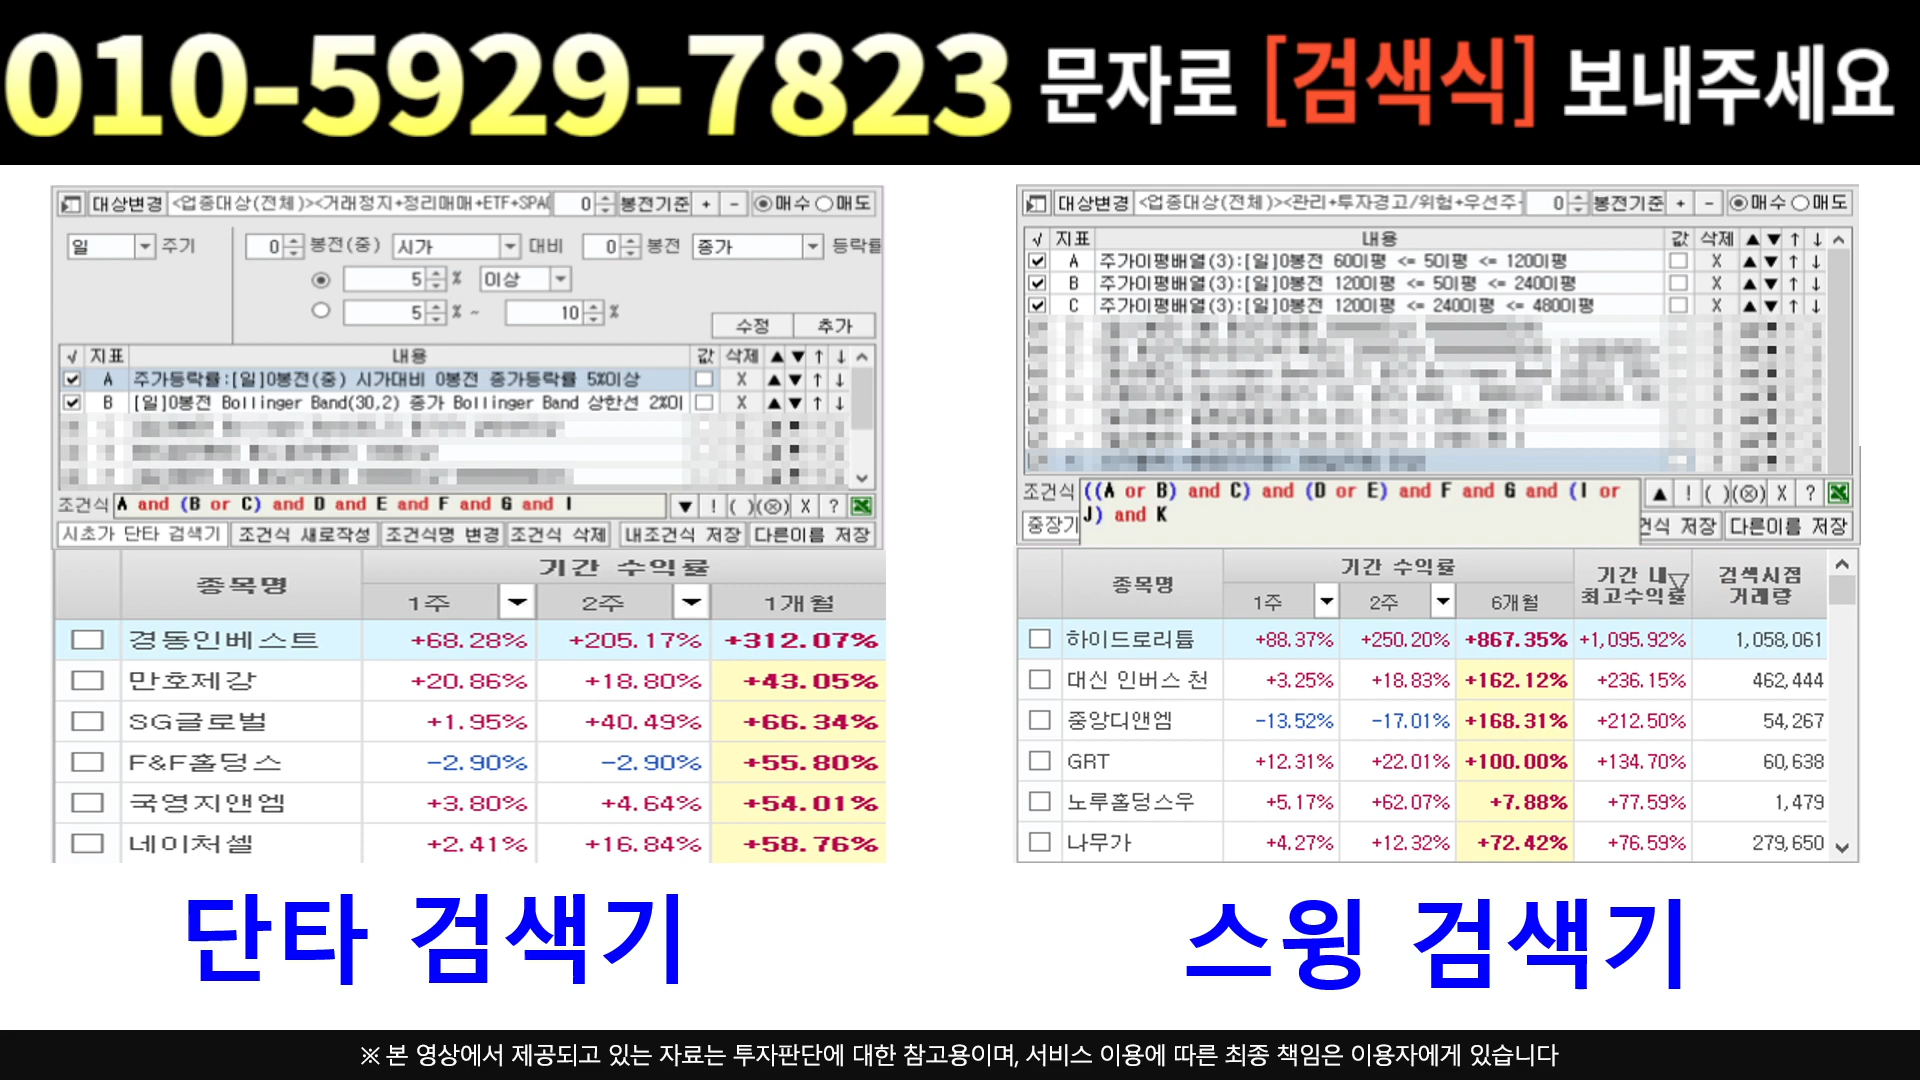 010-5929-7823 문자로 [검색식] 보내주세요
대상변경 <업종대상(전체)><거래정지+정리매매+ETF+SPA 0 봉전기준 + - 매수 매도
일 주기 0 봉전(중) 시가 대비 0 봉전 종가 등락률
5 % 이상
5 % ~ 10 %
수정 추가
√ 지표 내용 값 삭제 ▲ ▼ ↑ ↓
A 주가등락률:[일]0봉전(중) 시가대비 0봉전 종가등락률 5%이상 X ▲ ▼ ↑ ↓
B [일]0봉전 Bollinger Band(30,2) 종가 Bollinger Band 상한선 2%이 X ▲ ▼ ↑ ↓
조건식 A and (B or C) and D and E and F and G and I ▼ ! ( )(⊗) X ?
시초가 단타 검색기 조건식 새로작성 조건식명 변경 조건식 삭제 내조건식 저장 다른이름 저장
종목명 기간 수익률
1주 2주 1개월
경동인베스트 +68.28% +205.17% +312.07%
만호제강 +20.86% +18.80% +43.05%
SG글로벌 +1.95% +40.49% +66.34%
F&F홀딩스 -2.90% -2.90% +55.80%
국영지앤엠 +3.80% +4.64% +54.01%
네이처셀 +2.41% +16.84% +58.76%
단타 검색기
대상변경 <업종대상(전체)><관리+투자경고/위험+우선주+ 0 봉전기준 + - 매수 매도
√ 지표 내용 값 삭제 ▲ ▼ ↑ ↓
A 주가이평배열(3):[일]0봉전 60이평 <= 5이평 <= 120이평 X ▲ ▼ ↑ ↓
B 주가이평배열(3):[일]0봉전 120이평 <= 5이평 <= 240이평 X ▲ ▼ ↑ ↓
C 주가이평배열(3):[일]0봉전 120이평 <= 240이평 <= 480이평 X ▲ ▼ ↑ ↓
조건식 ((A or B) and C) and (D or E) and F and G and (I or ▲ ! ( )(⊗) X ?
중장기 J) and K 건식 저장 다른이름 저장
종목명 기간 수익률 기간 내 최고수익률 검색시점 거래량
1주 2주 6개월
하이드로리튬 +88.37% +250.20% +867.35% +1,095.92% 1,058,061
대신 인버스 천 +3.25% +18.83% +162.12% +236.15% 462,444
중앙디앤엠 -13.52% -17.01% +168.31% +212.50% 54,267
GRT +12.31% +22.01% +100.00% +134.70% 60,638
노루홀딩스우 +5.17% +62.07% +7.88% +77.59% 1,479
나무가 +4.27% +12.32% +72.42% +76.59% 279,650
스윙 검색기
※ 본 영상에서 제공되고 있는 자료는 투자판단에 대한 참고용이며, 서비스 이용에 따른 최종 책임은 이용자에게 있습니다